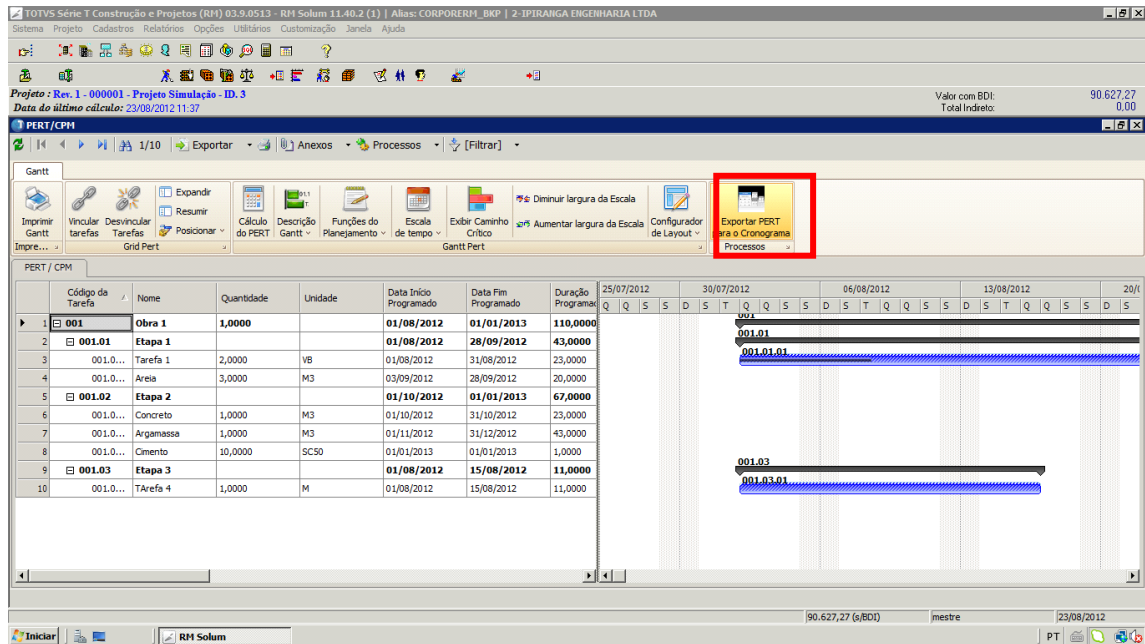 TOTVS Série T Construção e Projetos (RM) 03.9.0513 - RM Solum 11.40.2 (1) | Alias: CORPORERM_BKP | 2-IPIRANGA ENGENHARIA LTDA
Sistema Projeto Cadastros Relatórios Opções Utilitários Customização Janela Ajuda
Projeto : Rev. 1 - 000001 - Projeto Simulação - ID. 3
Valor com BDI: 90.627,27
Data do último cálculo: 23/08/2012 11:37
Total Indireto: 0,00
PERT/CPM
1/10 Exportar Anexos Processos [Filtrar]
Gantt
Imprimir Gantt
Impre...
Vincular tarefas
Desvincular Tarefas
Expandir
Resumir
Posicionar
Grid Pert
Cálculo do PERT
Descrição Gantt
Funções do Planejamento
Escala de tempo
Exibir Caminho Crítico
Diminuir largura da Escala
Aumentar largura da Escala
Configurador de Layout
Gantt Pert
Exportar PERT para o Cronograma
Processos
PERT / CPM
Código da Tarefa Nome Quantidade Unidade Data Início Programado Data Fim Programado Duração Programad
25/07/2012 30/07/2012 06/08/2012 13/08/2012 20/0
Q Q S S D S T Q Q S S D S T Q Q S S D S T Q Q S S D S
1 001 Obra 1 1,0000 01/08/2012 01/01/2013 110,0000
001
2 001.01 Etapa 1 01/08/2012 28/09/2012 43,0000
001.01
3 001.0... Tarefa 1 2,0000 VB 01/08/2012 31/08/2012 23,0000
001.01.01
4 001.0... Areia 3,0000 M3 03/09/2012 28/09/2012 20,0000
5 001.02 Etapa 2 01/10/2012 01/01/2013 67,0000
6 001.0... Concreto 1,0000 M3 01/10/2012 31/10/2012 23,0000
7 001.0... Argamassa 1,0000 M3 01/11/2012 31/12/2012 43,0000
8 001.0... Cimento 10,0000 SC50 01/01/2013 01/01/2013 1,0000
9 001.03 Etapa 3 01/08/2012 15/08/2012 11,0000
001.03
10 001.0... TArefa 4 1,0000 M 01/08/2012 15/08/2012 11,0000
001.03.01
90.627,27 (s/BDI) mestre 23/08/2012
Iniciar RM Solum PT